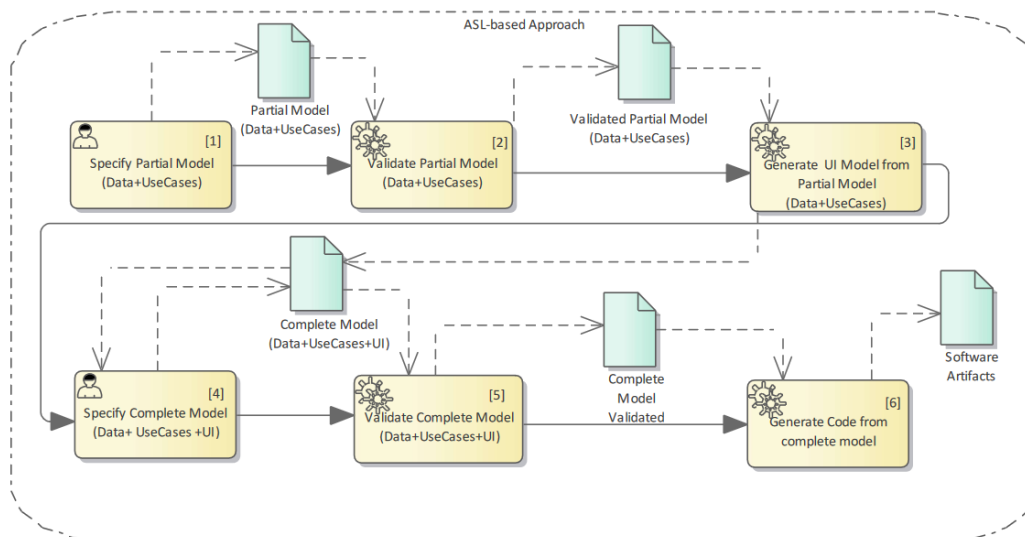 ASL-based Approach
Partial Model
(Data+UseCases)
Validated Partial Model
(Data+UseCases)
[1]
Specify Partial Model
(Data+UseCases)
[2]
Validate Partial Model
(Data+UseCases)
[3]
Generate UI Model from
Partial Model
(Data+UseCases)
Complete Model
(Data+UseCases+UI)
Complete
Model
Validated
Software
Artifacts
[4]
Specify Complete Model
(Data+ UseCases +UI)
[5]
Validate Complete Model
(Data+UseCases+UI)
[6]
Generate Code from
complete model